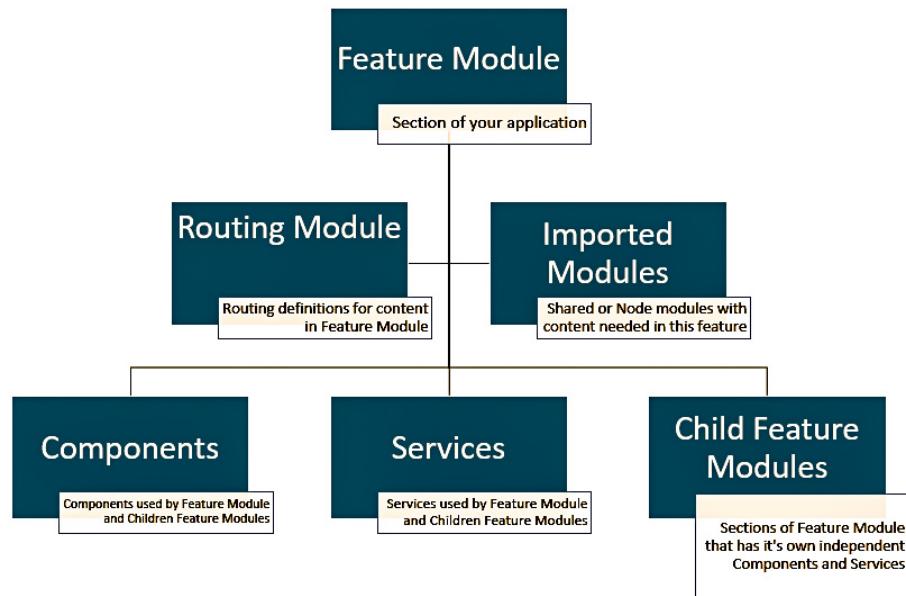 Feature Module
Section of your application
Routing Module
Routing definitions for content
in Feature Module
Imported
Modules
Shared or Node modules with
content needed in this feature
Components
Components used by Feature Module
and Children Feature Modules
Services
Services used by Feature Module
and Children Feature Modules
Child Feature
Modules
Sections of Feature Module
that has it's own independent
Components and Services